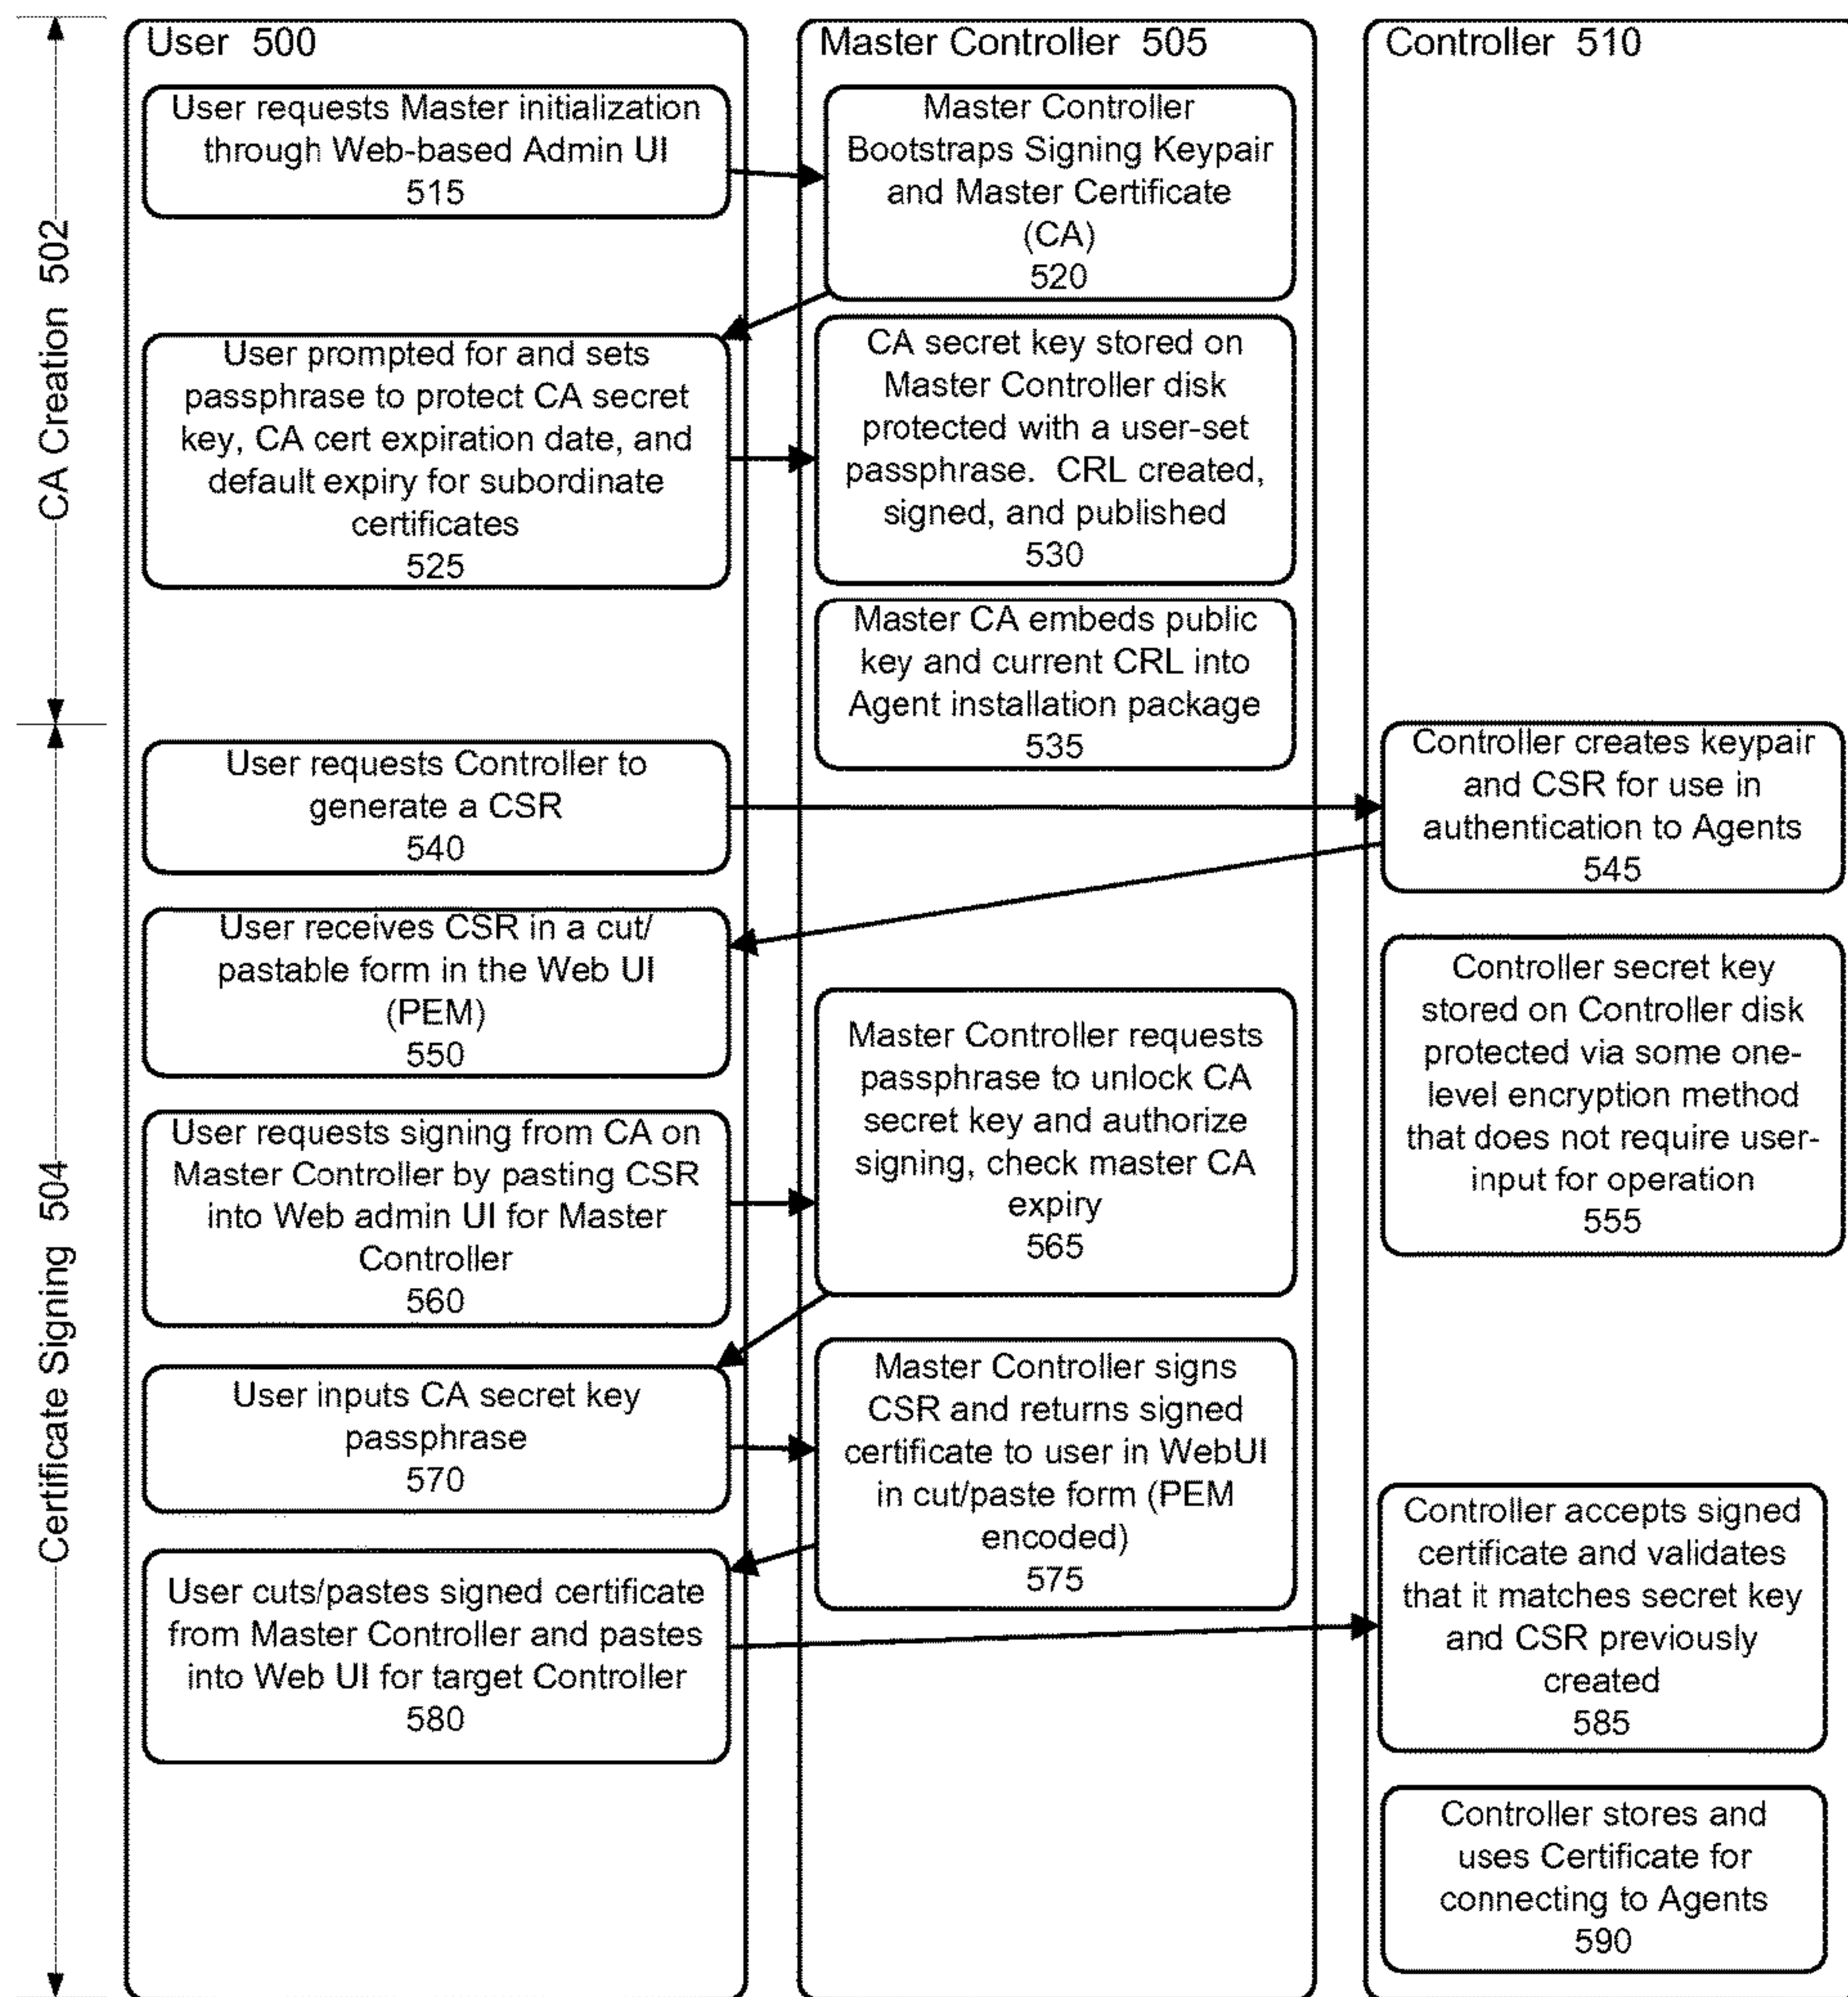 CA Creation 502
Certificate Signing 504
User 500
User requests Master initialization
through Web-based Admin UI
515
User prompted for and sets
passphrase to protect CA secret
key, CA cert expiration date, and
default expiry for subordinate
certificates
525
User requests Controller to
generate a CSR
540
User receives CSR in a cut/
pastable form in the Web UI
(PEM)
550
User requests signing from CA on
Master Controller by pasting CSR
into Web admin UI for Master
Controller
560
User inputs CA secret key
passphrase
570
User cuts/pastes signed certificate
from Master Controller and pastes
into Web UI for target Controller
580
Master Controller 505
Master Controller
Bootstraps Signing Keypair
and Master Certificate
(CA)
520
CA secret key stored on
Master Controller disk
protected with a user-set
passphrase. CRL created,
signed, and published
530
Master CA embeds public
key and current CRL into
Agent installation package
535
Master Controller requests
passphrase to unlock CA
secret key and authorize
signing, check master CA
expiry
565
Master Controller signs
CSR and returns signed
certificate to user in WebUI
in cut/paste form (PEM
encoded)
575
Controller 510
Controller creates keypair
and CSR for use in
authentication to Agents
545
Controller secret key
stored on Controller disk
protected via some one-
level encryption method
that does not require user-
input for operation
555
Controller accepts signed
certificate and validates
that it matches secret key
and CSR previously
created
585
Controller stores and
uses Certificate for
connecting to Agents
590